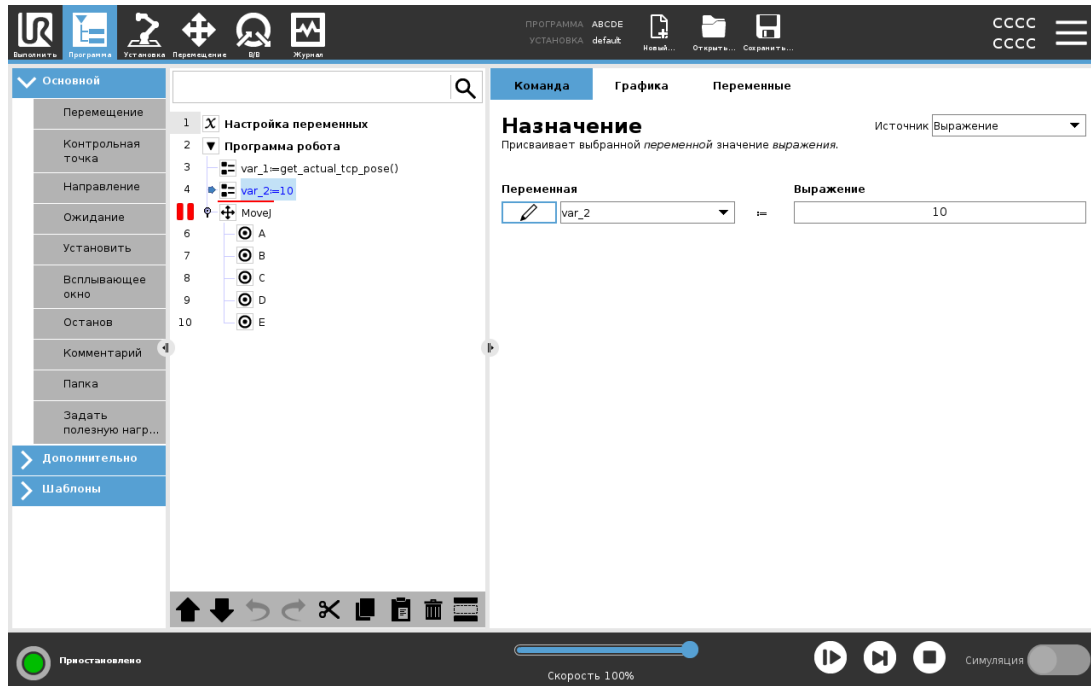 ПРОГРАММА ABCDE
УСТАНОВКА default
CCCC
CCCC
Выполнить Программа Установка Перемещение В/В Журнал Новый... Открыть... Сохранить...
Основной
Перемещение
Контрольная
точка
Направление
Ожидание
Установить
Всплывающее
окно
Останов
Комментарий
Папка
Задать
полезную нагр...
Дополнительно
Шаблоны
1 Настройка переменных
2 Программа робота
3 var_1:=get_actual_tcp_pose()
4 var_2:=10
MoveJ
6 A
7 B
8 C
9 D
10 E
Команда Графика Переменные
Назначение
Источник Выражение
Присваивает выбранной переменной значение выражения.
Переменная Выражение
var_2 := 10
Приостановлено
Скорость 100%
Симуляция